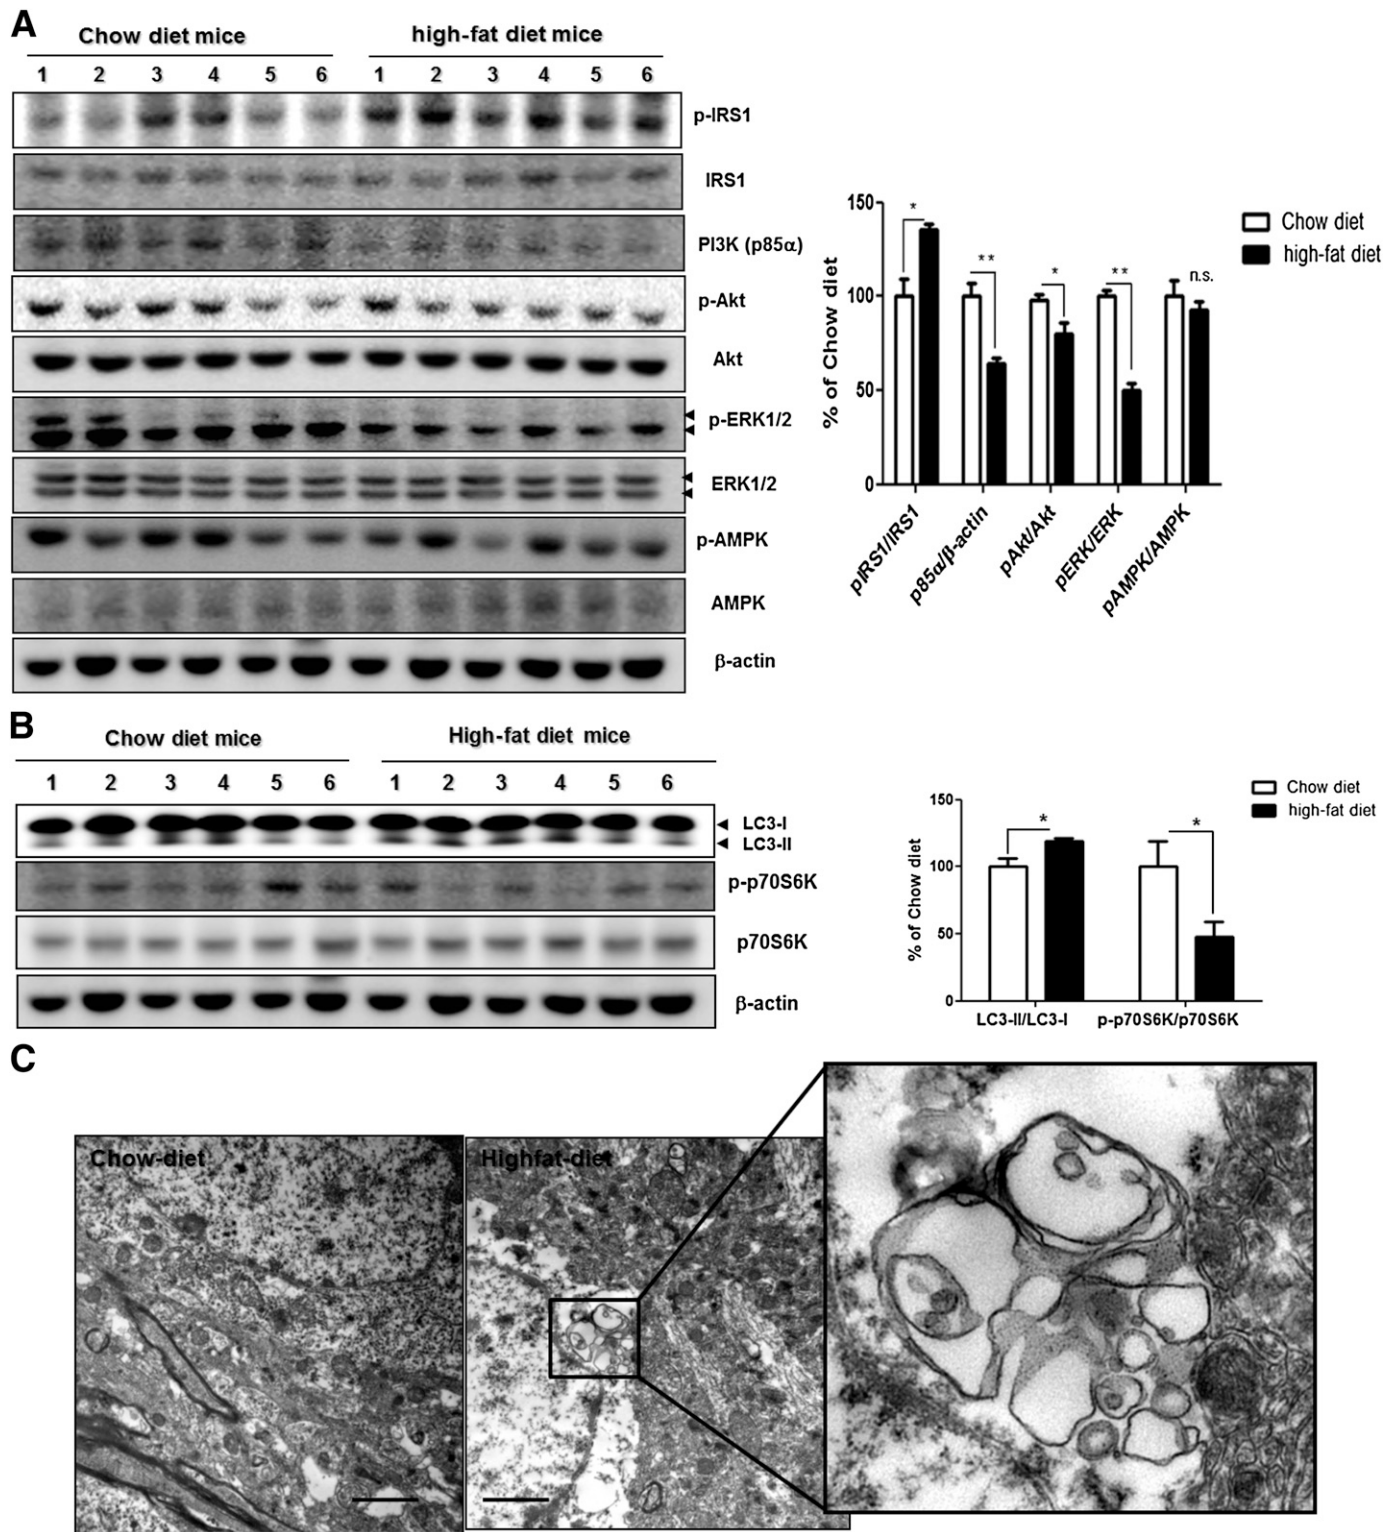 A
Chow diet mice
high-fat diet mice
1 2 3 4 5 6 1 2 3 4 5 6
p-IRS1
IRS1
PI3K (p85α)
p-Akt
Akt
p-ERK1/2
ERK1/2
p-AMPK
AMPK
β-actin
% of Chow diet
150
100
50
0
*
**
*
**
n.s.
Chow diet
high-fat diet
pIRS1/IRS1
p85α/β-actin
pAkt/Akt
pERK/ERK
pAMPK/AMPK
B
Chow diet mice
High-fat diet mice
1 2 3 4 5 6 1 2 3 4 5 6
LC3-I
LC3-II
p-p70S6K
p70S6K
β-actin
% of Chow diet
150
100
50
0
*
*
Chow diet
high-fat diet
LC3-II/LC3-I
p-p70S6K/p70S6K
C
Chow-diet
Highfat-diet